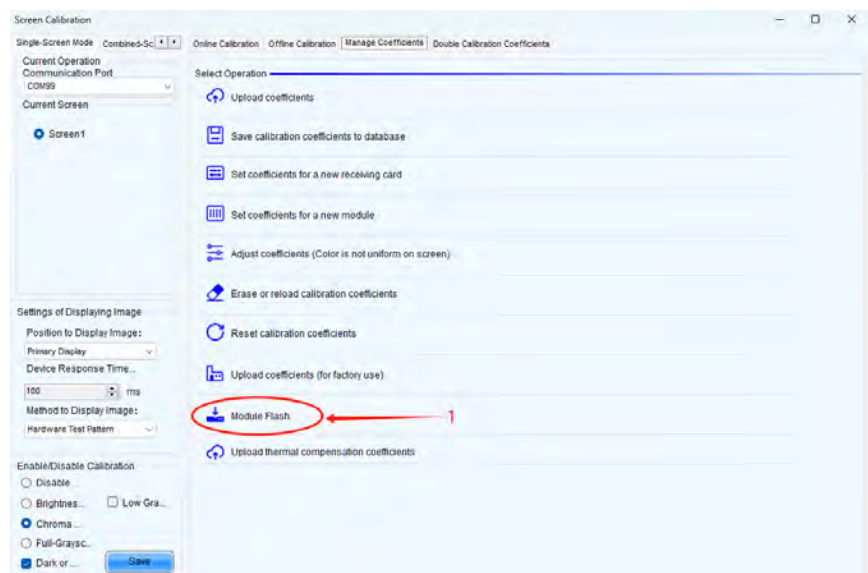 Screen Calibration
Single-Screen Mode Combined-Sc
Online Calibration Offline Calibration Manage Coefficients Double Calibration Coefficients
Current Operation
Communication Port
COM99
Current Screen
Screen1
Select Operation
Upload coefficients
Save calibration coefficients to database
Set coefficients for a new receiving card
Set coefficients for a new module
Adjust coefficients (Color is not uniform on screen)
Erase or reload calibration coefficients
Reset calibration coefficients
Upload coefficients (for factory use)
Module Flash
1
Upload thermal compensation coefficients
Settings of Displaying Image
Position to Display Image:
Primary Display
Device Response Time...
100 ms
Method to Display Image:
Hardware Test Pattern
Enable/Disable Calibration
Disable
Brightnes... Low Gra...
Chroma ...
Full-Graysc...
Dark or ... Save